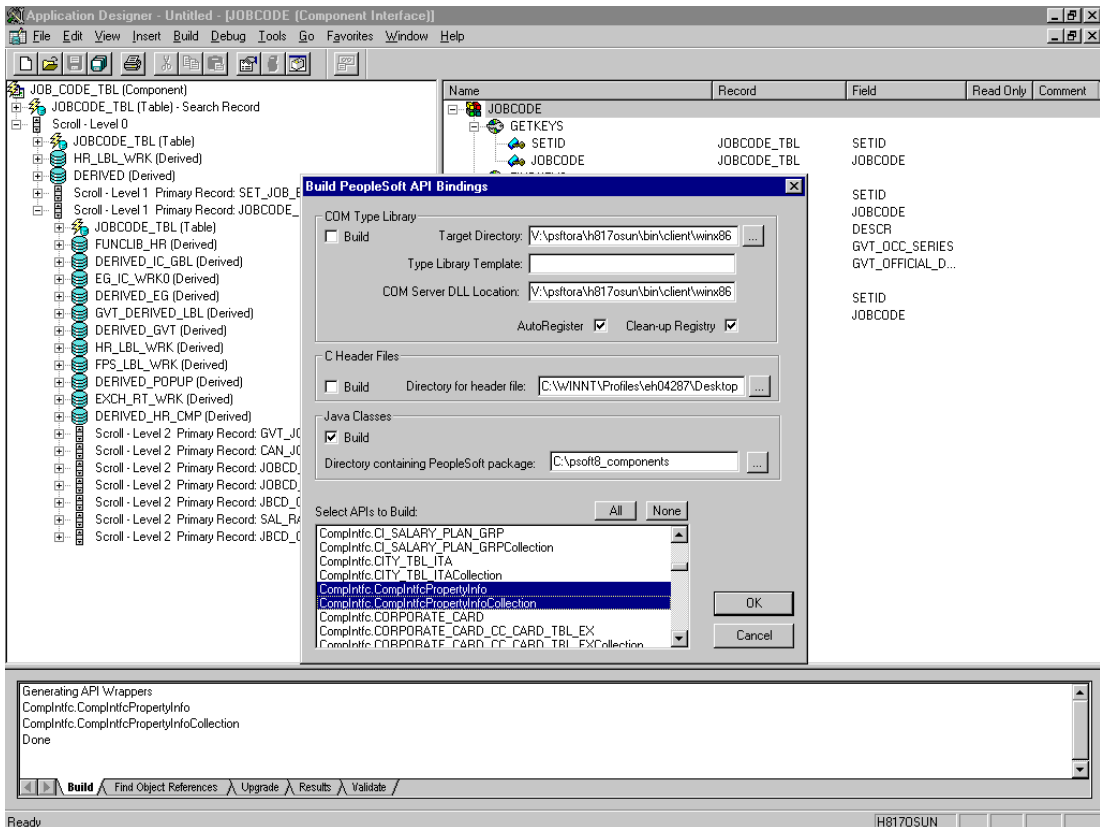 Application Designer - Untitled - [JOBCODE (Component Interface)]
File Edit View Insert Build Debug Tools Go Favorites Window Help
JOB_CODE_TBL (Component)
JOBCODE_TBL (Table) - Search Record
Scroll - Level 0
JOBCODE_TBL (Table)
HR_LBL_WRK (Derived)
DERIVED (Derived)
Scroll - Level 1 Primary Record: SET_JOB_
Scroll - Level 1 Primary Record: JOBCODE_
JOBCODE_TBL (Table)
FUNCLIB_HR (Derived)
DERIVED_IC_GBL (Derived)
EG_IC_WRK0 (Derived)
DERIVED_EG (Derived)
GVT_DERIVED_LBL (Derived)
DERIVED_GVT (Derived)
HR_LBL_WRK (Derived)
FPS_LBL_WRK (Derived)
DERIVED_POPUP (Derived)
EXCH_RT_WRK (Derived)
DERIVED_HR_CMP (Derived)
Scroll - Level 2 Primary Record: GVT_JO
Scroll - Level 2 Primary Record: CAN_JO
Scroll - Level 2 Primary Record: JOBCD_
Scroll - Level 2 Primary Record: JOBCD_
Scroll - Level 2 Primary Record: JBCD_
Scroll - Level 2 Primary Record: SAL_RA
Scroll - Level 2 Primary Record: JBCD_
Name Record Field Read Only Comment
JOBCODE
GETKEYS
SETID JOBCODE_TBL SETID
JOBCODE JOBCODE_TBL JOBCODE
SETID
JOBCODE
DESCR
GVT_OCC_SERIES
GVT_OFFICIAL_D...
SETID
JOBCODE
Build PeopleSoft API Bindings
COM Type Library
Build Target Directory: V:\psftora\h817osun\bin\client\winx86 ...
Type Library Template:
COM Server DLL Location: V:\psftora\h817osun\bin\client\winx86
AutoRegister Clean-up Registry
C Header Files
Build Directory for header file: C:\WINNT\Profiles\eh04287\Desktop ...
Java Classes
Build
Directory containing PeopleSoft package: C:\psoft8_components ...
Select APIs to Build: All None
CompIntfc.CI_SALARY_PLAN_GRP
CompIntfc.CI_SALARY_PLAN_GRPCollection
CompIntfc.CITY_TBL_ITA
CompIntfc.CITY_TBL_ITACollection
CompIntfc.CompIntfcPropertyInfo
CompIntfc.CompIntfcPropertyInfoCollection
CompIntfc.CORPORATE_CARD
CompIntfc.CORPORATE_CARD_CC_CARD_TBL_EX
CompIntfc.CORPORATE_CARD_CC_CARD_TBL_EXCollection
OK
Cancel
Generating API Wrappers
CompIntfc.CompIntfcPropertyInfo
CompIntfc.CompIntfcPropertyInfoCollection
Done
Build Find Object References Upgrade Results Validate
Ready H817OSUN